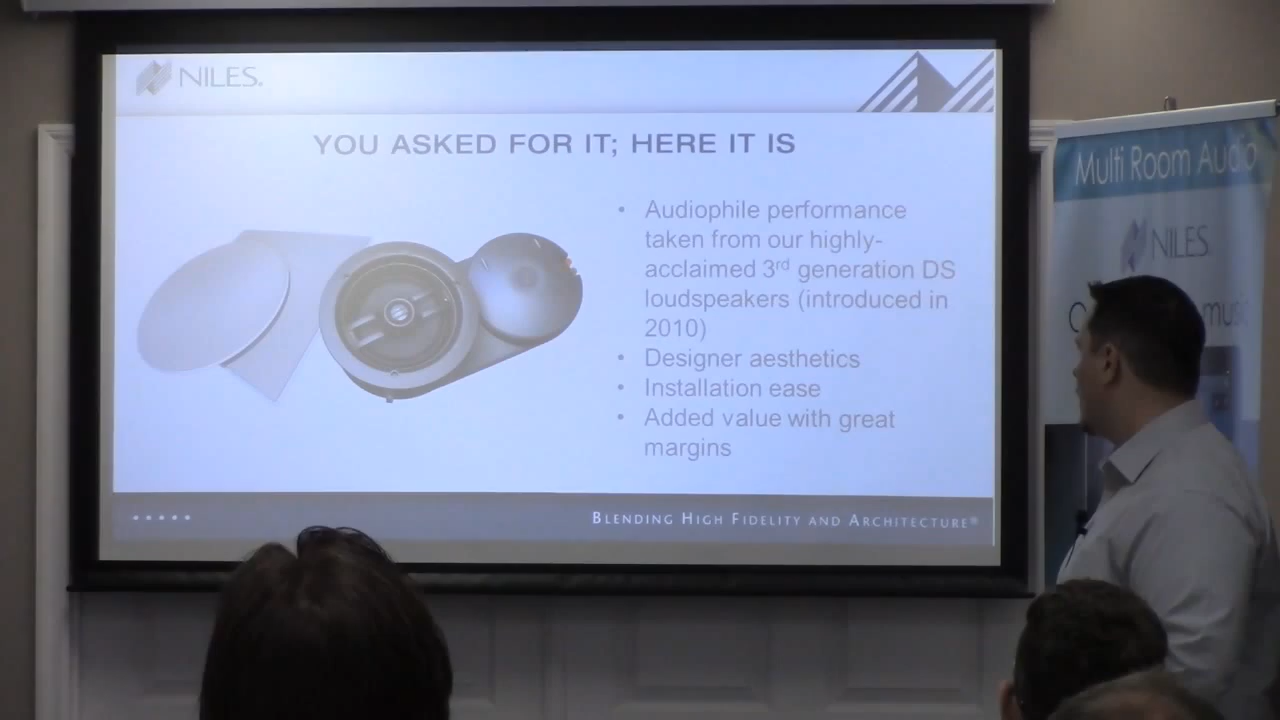 NILES®
YOU ASKED FOR IT; HERE IT IS
• Audiophile performance
taken from our highly-
acclaimed 3rd generation DS
loudspeakers (introduced in
2010)
• Designer aesthetics
• Installation ease
• Added value with great
margins
BLENDING HIGH FIDELITY AND ARCHITECTURE®
Multi Room Audio
NILES